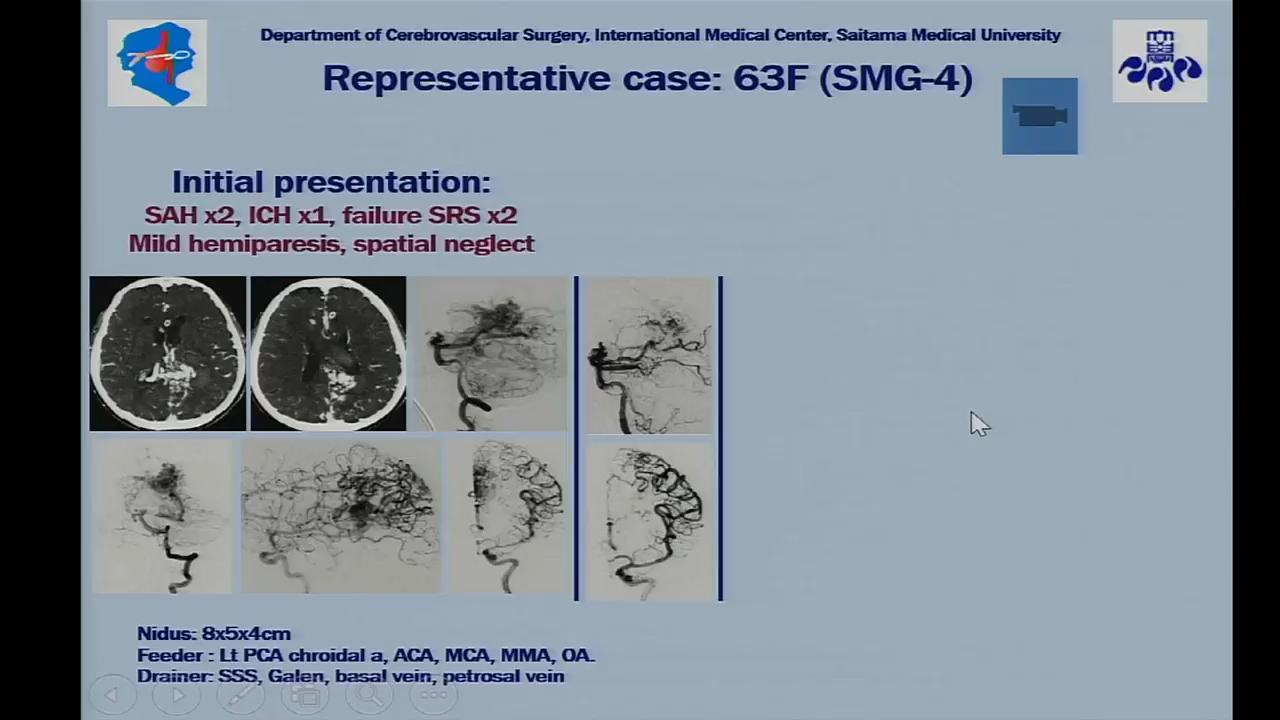 Department of Cerebrovascular Surgery, International Medical Center, Saitama Medical University
Representative case: 63F (SMG-4)
Initial presentation:
SAH x2, ICH x1, failure SRS x2
Mild hemiparesis, spatial neglect
Nidus: 8x5x4cm
Feeder : Lt PCA chroidal a, ACA, MCA, MMA, OA.
Drainer: SSS, Galen, basal vein, petrosal vein